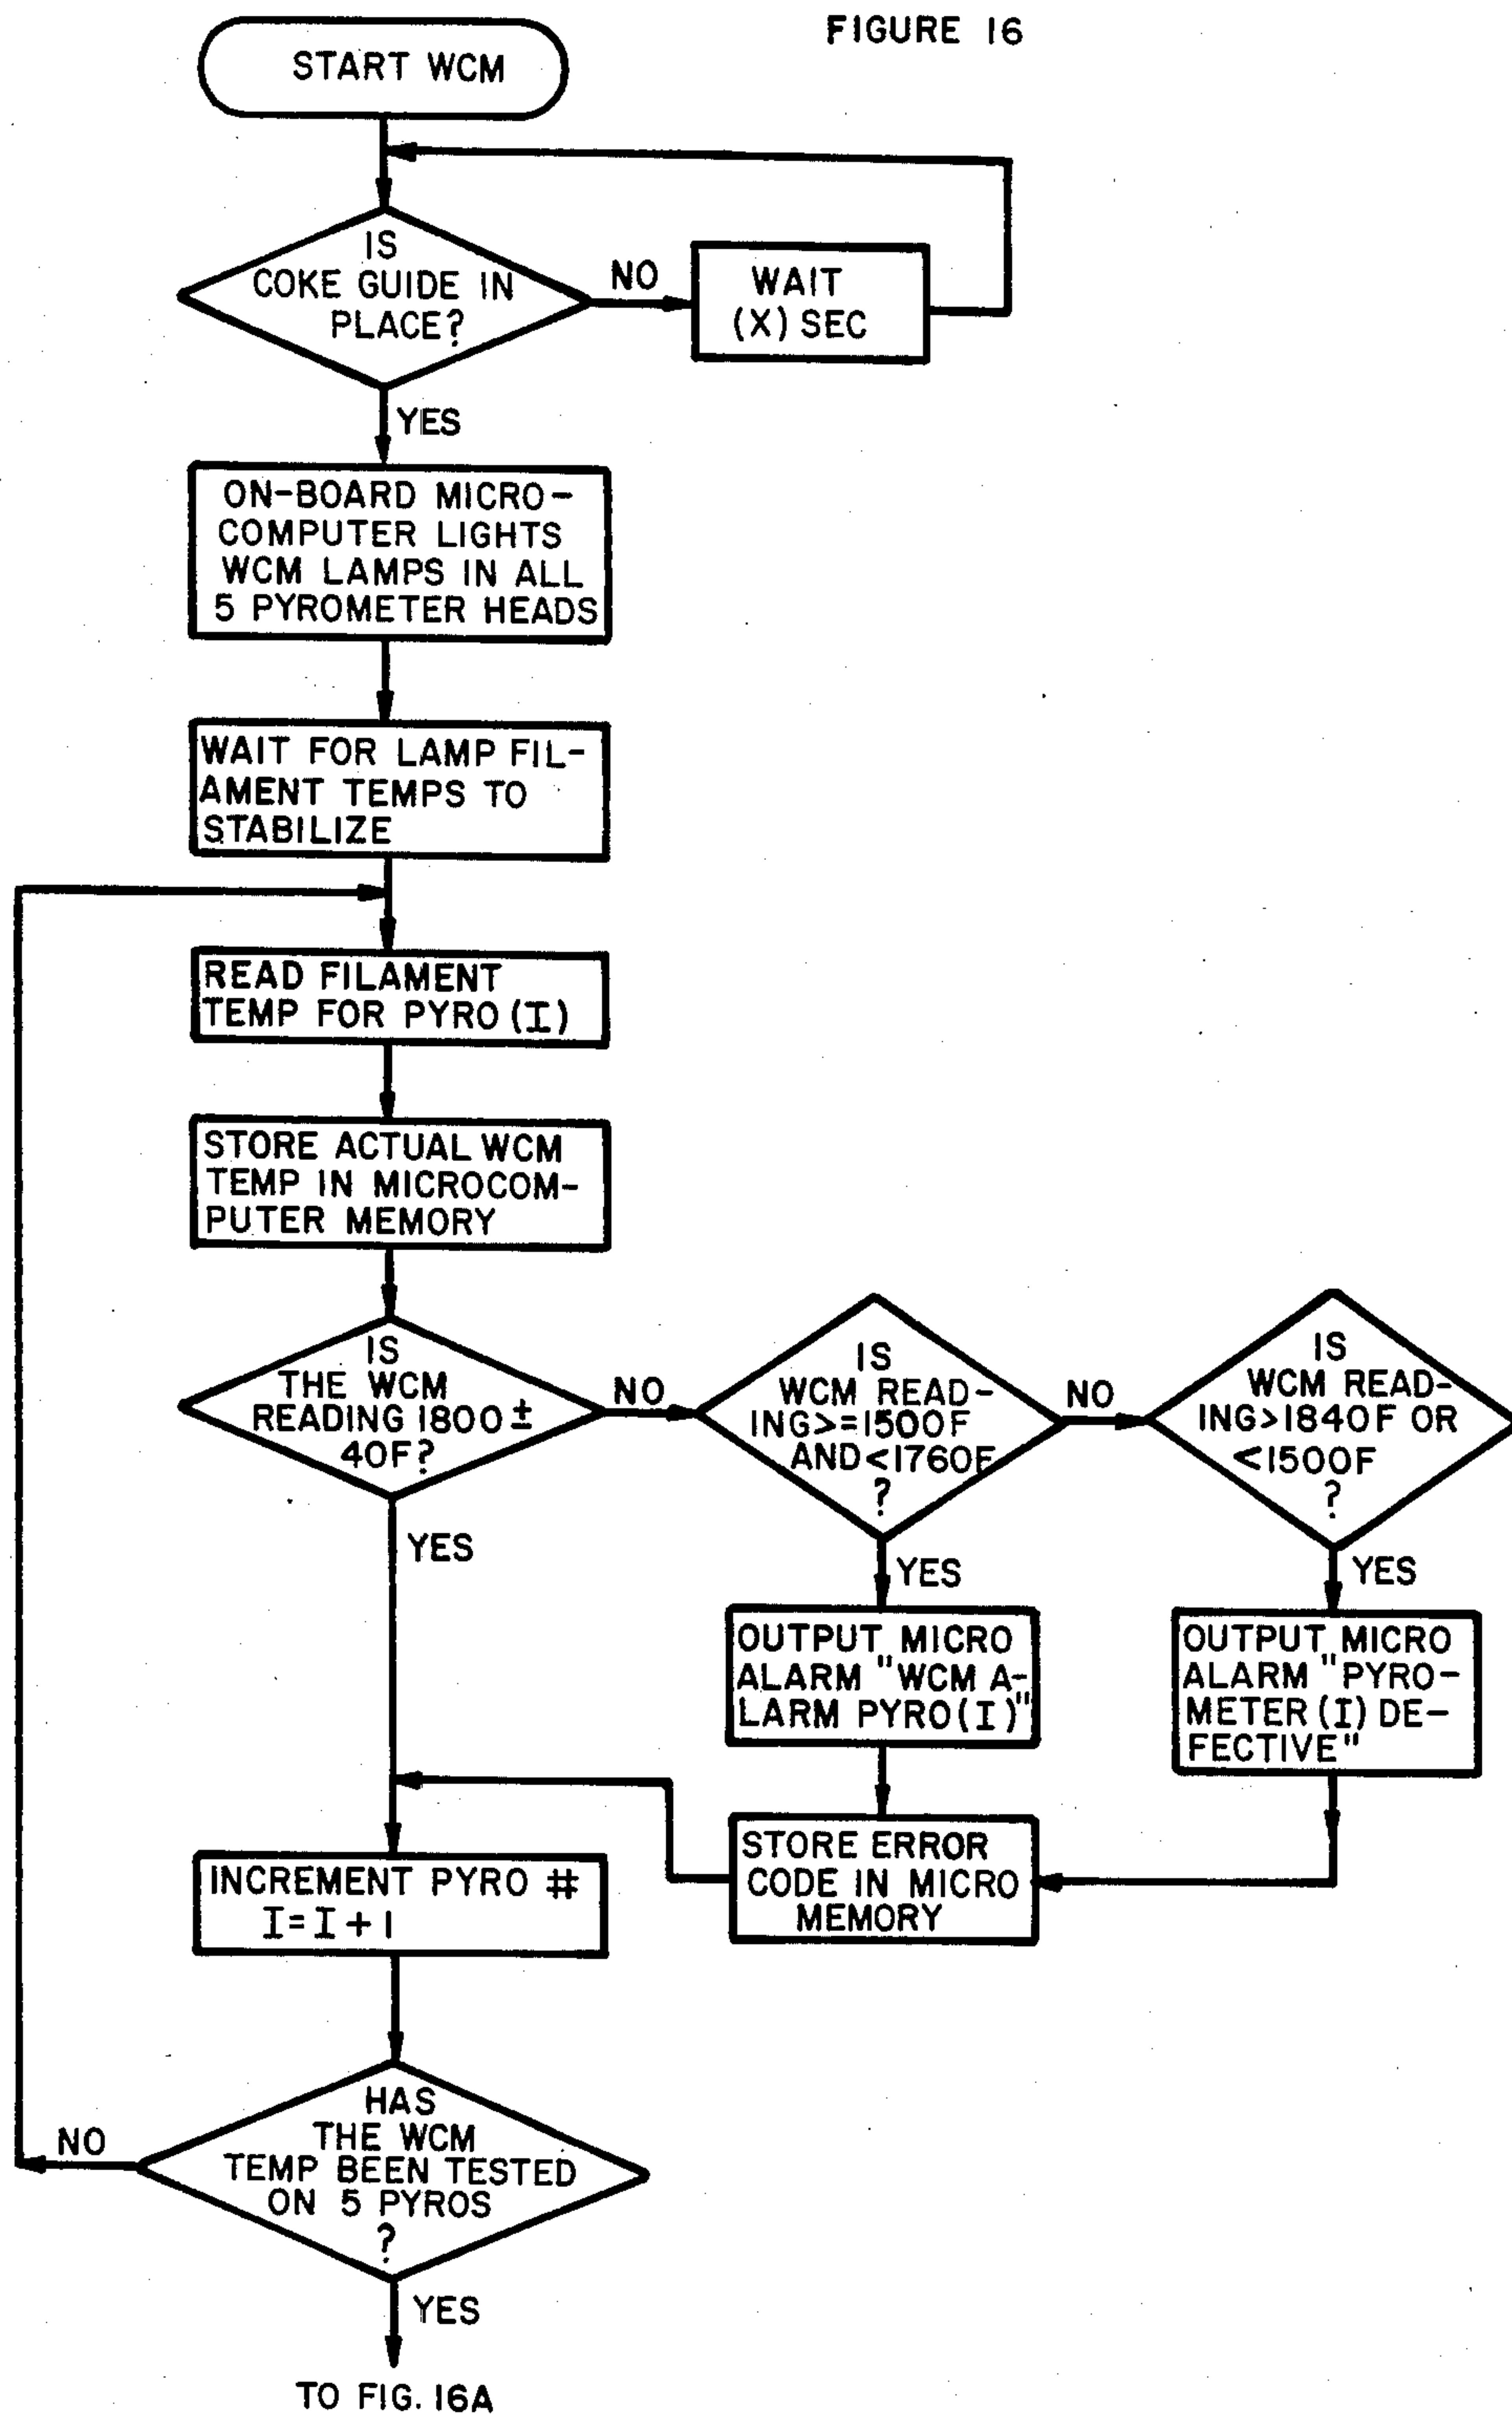 FIGURE 16
START WCM
IS
COKE GUIDE IN
PLACE?
NO
WAIT
(X) SEC
YES
ON-BOARD MICRO-
COMPUTER LIGHTS
WCM LAMPS IN ALL
5 PYROMETER HEADS
WAIT FOR LAMP FIL-
AMENT TEMPS TO
STABILIZE
READ FILAMENT
TEMP FOR PYRO (I)
STORE ACTUAL WCM
TEMP IN MICROCOM-
PUTER MEMORY
IS
THE WCM
READING 1800 ±
40F?
NO
IS
WCM READ-
ING>=1500F
AND<1760F
?
NO
IS
WCM READ-
ING>1840F OR
<1500F
?
YES
YES
YES
OUTPUT MICRO
ALARM "WCM A-
LARM PYRO(I)"
OUTPUT MICRO
ALARM "PYRO-
METER (I) DE-
FECTIVE"
STORE ERROR
CODE IN MICRO
MEMORY
INCREMENT PYRO #
I=I+1
HAS
THE WCM
TEMP BEEN TESTED
ON 5 PYROS
?
NO
YES
TO FIG. 16A